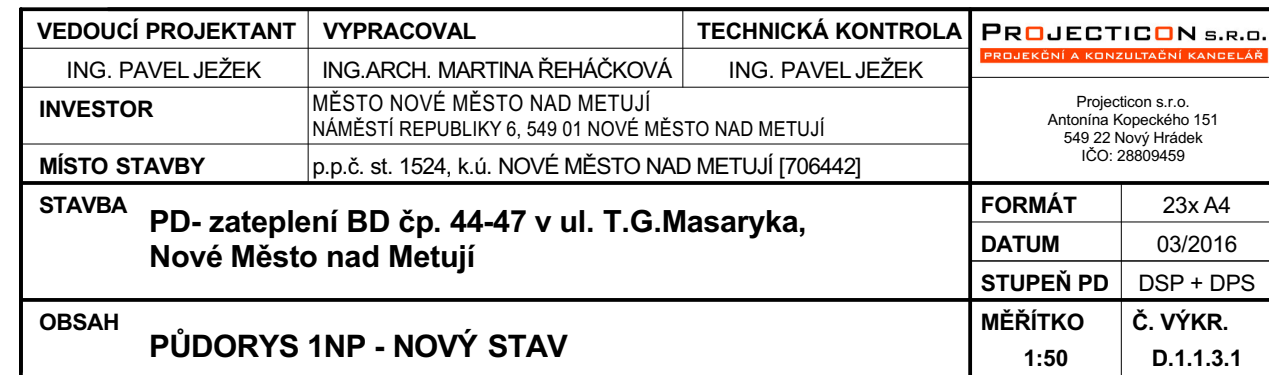 VEDOUCÍ PROJEKTANT VYPRACOVAL TECHNICKÁ KONTROLA
ING. PAVEL JEŽEK ING.ARCH. MARTINA ŘEHÁČKOVÁ ING. PAVEL JEŽEK
INVESTOR MĚSTO NOVÉ MĚSTO NAD METUJÍ
NÁMĚSTÍ REPUBLIKY 6, 549 01 NOVÉ MĚSTO NAD METUJÍ
MÍSTO STAVBY p.p.č. st. 1524, k.ú. NOVÉ MĚSTO NAD METUJÍ [706442]
PROJECTICON S.R.O.
PROJEKČNÍ A KONZULTAČNÍ KANCELÁŘ
Projecticon s.r.o.
Antonína Kopeckého 151
549 22 Nový Hrádek
IČO: 28809459
STAVBA
PD- zateplení BD čp. 44-47 v ul. T.G.Masaryka,
Nové Město nad Metují
FORMÁT 23x A4
DATUM 03/2016
STUPEŇ PD DSP + DPS
OBSAH
PŮDORYS 1NP - NOVÝ STAV
MĚŘÍTKO Č. VÝKR.
1:50 D.1.1.3.1